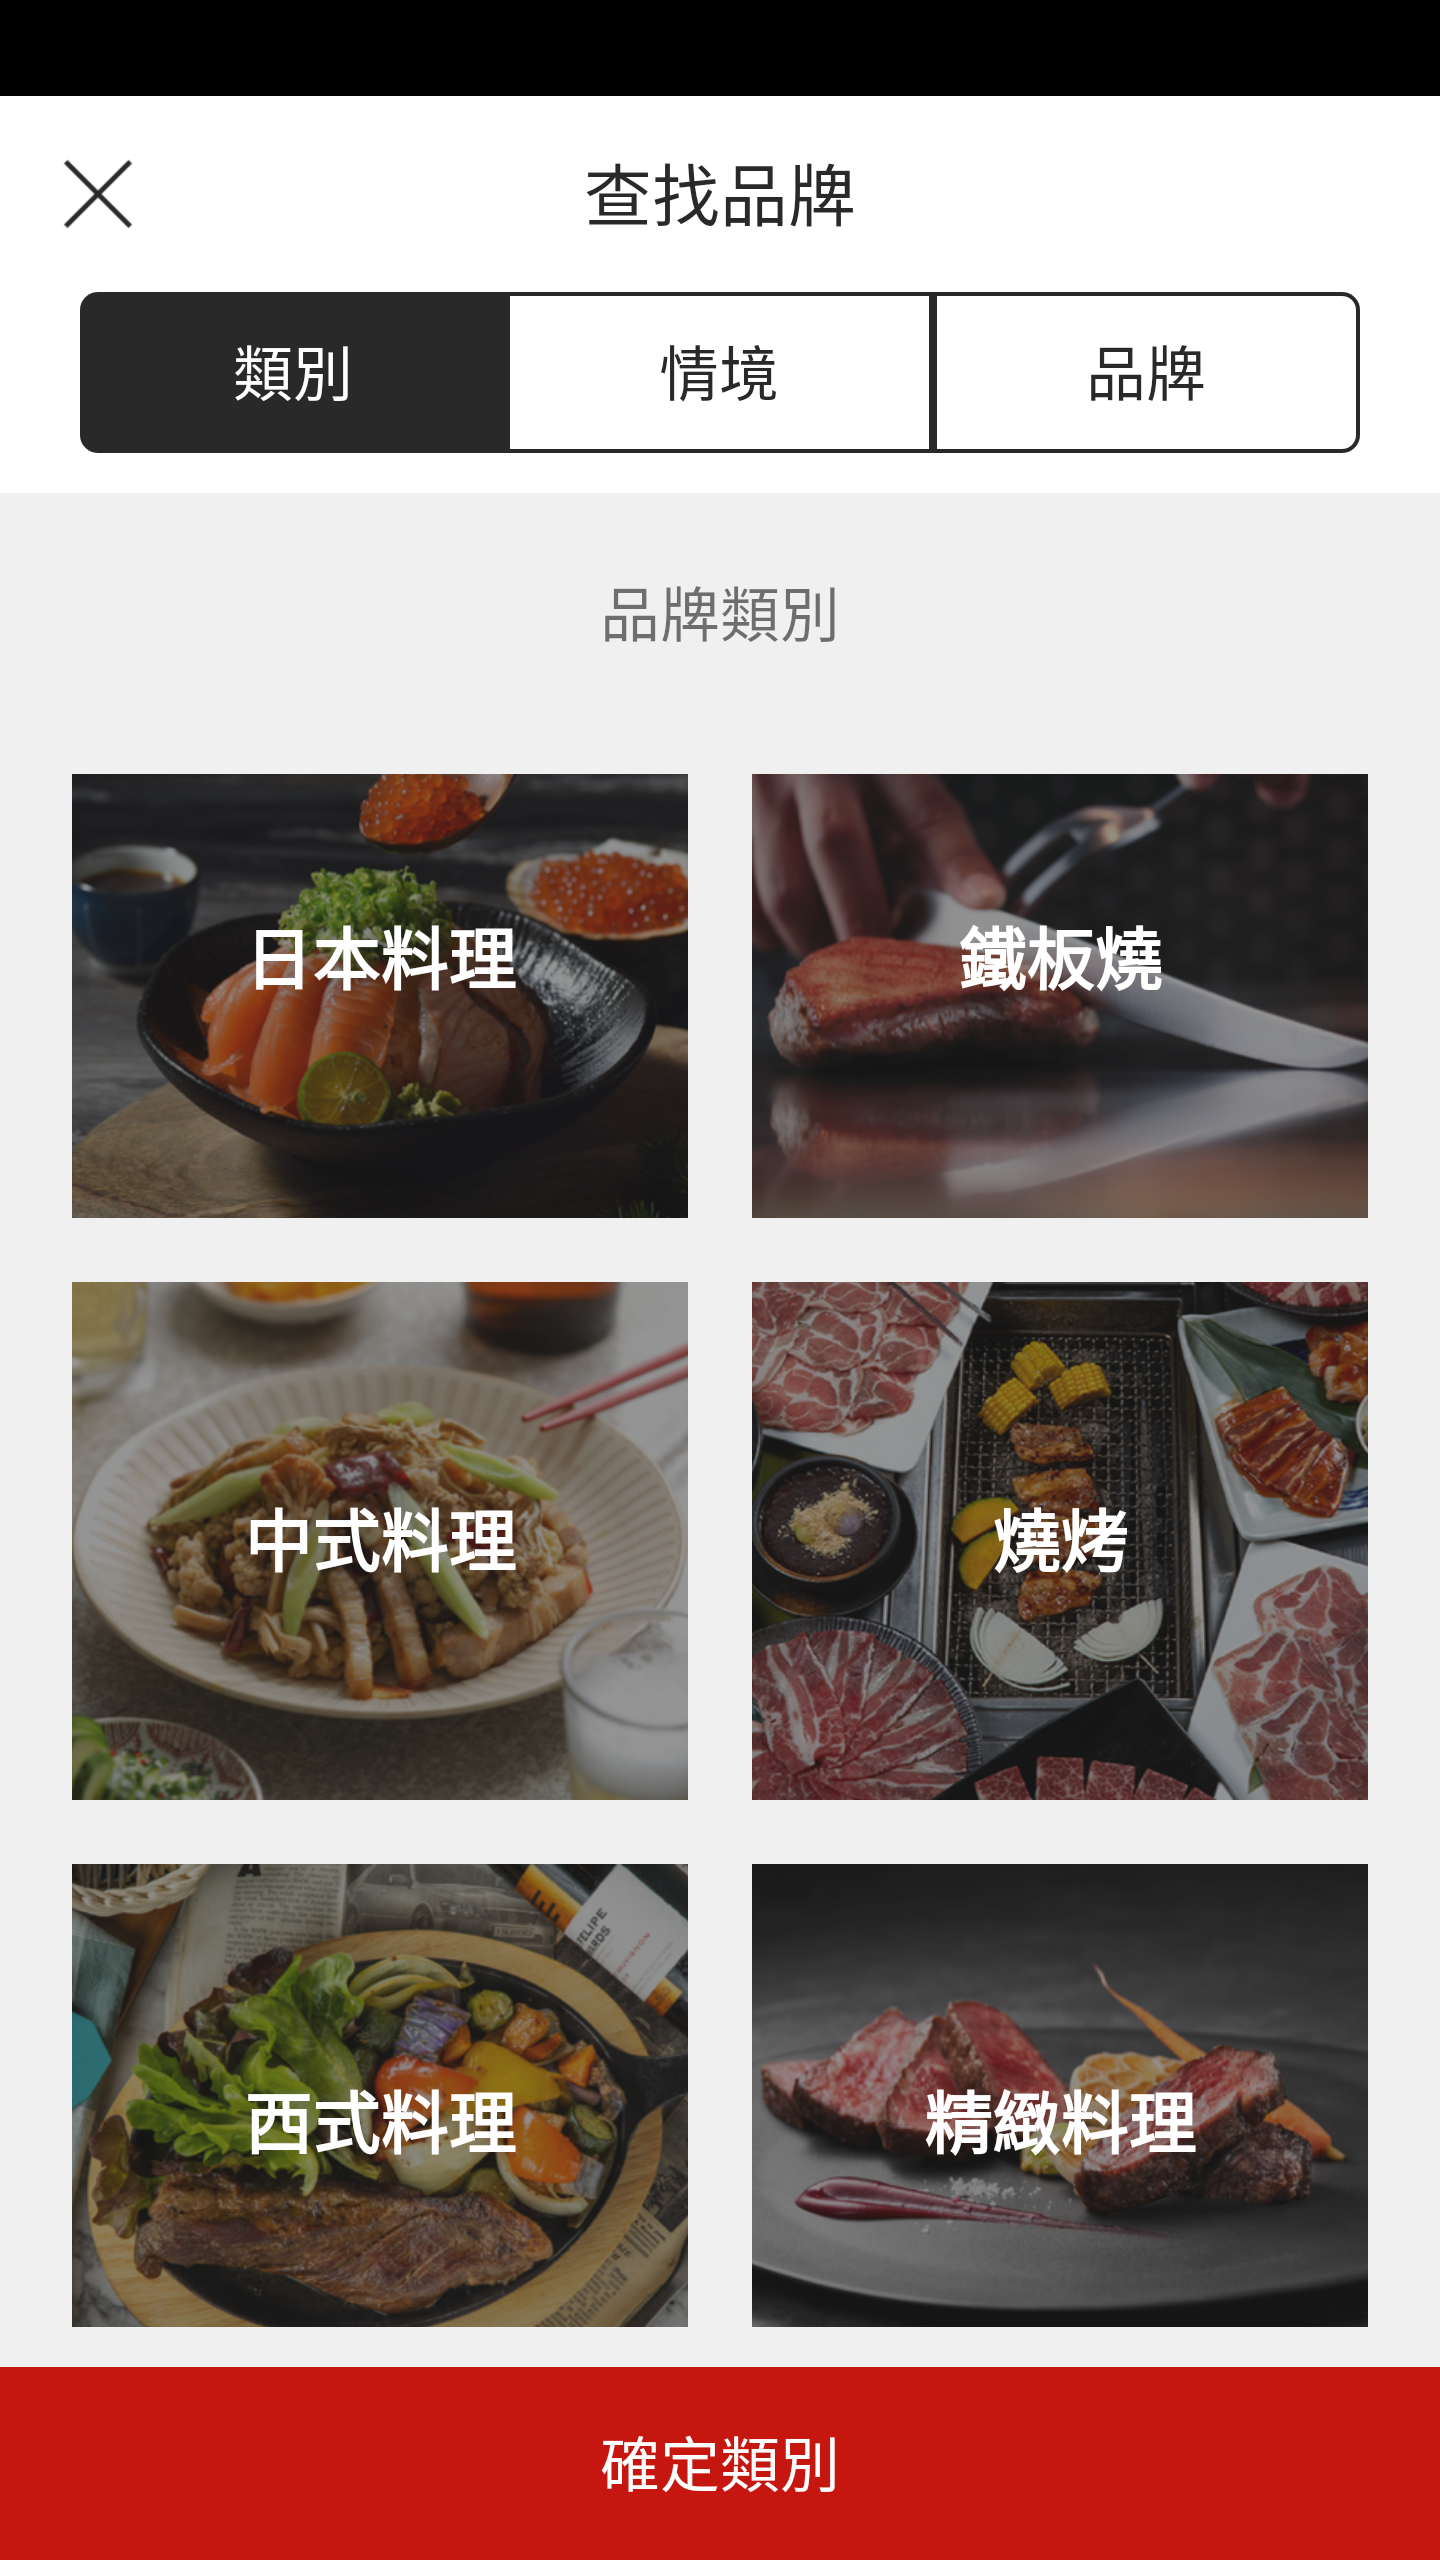 查找品牌
類別
情境
品牌
品牌類別
日本料理
鐵板燒
中式料理
燒烤
西式料理
精緻料理
確定類別